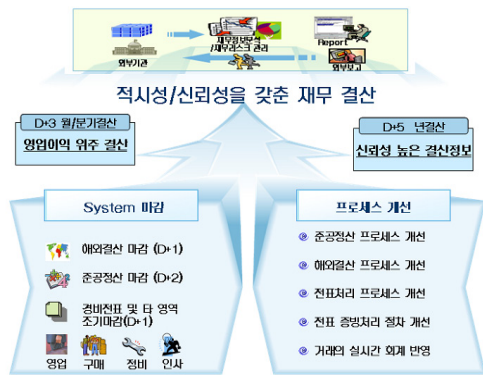 재무정보분석
/재무리스크 관리
Report
외부기관
외부보고
적시성/신뢰성을 갖춘 재무 결산
D+3 월/분기결산
영업이익 위주 결산
D+5 년결산
신뢰성 높은 결산정보
System 마감
해외결산 마감 (D+1)
준공정산 마감 (D+2)
경비전표 및 타 영역
조기마감(D+1)
영업 구매 정비 인사
프로세스 개선
준공정산 프로세스 개선
해외결산 프로세스 개선
전표처리 프로세스 개선
전표 증빙처리 절차 개선
거래의 실시간 회계 반영